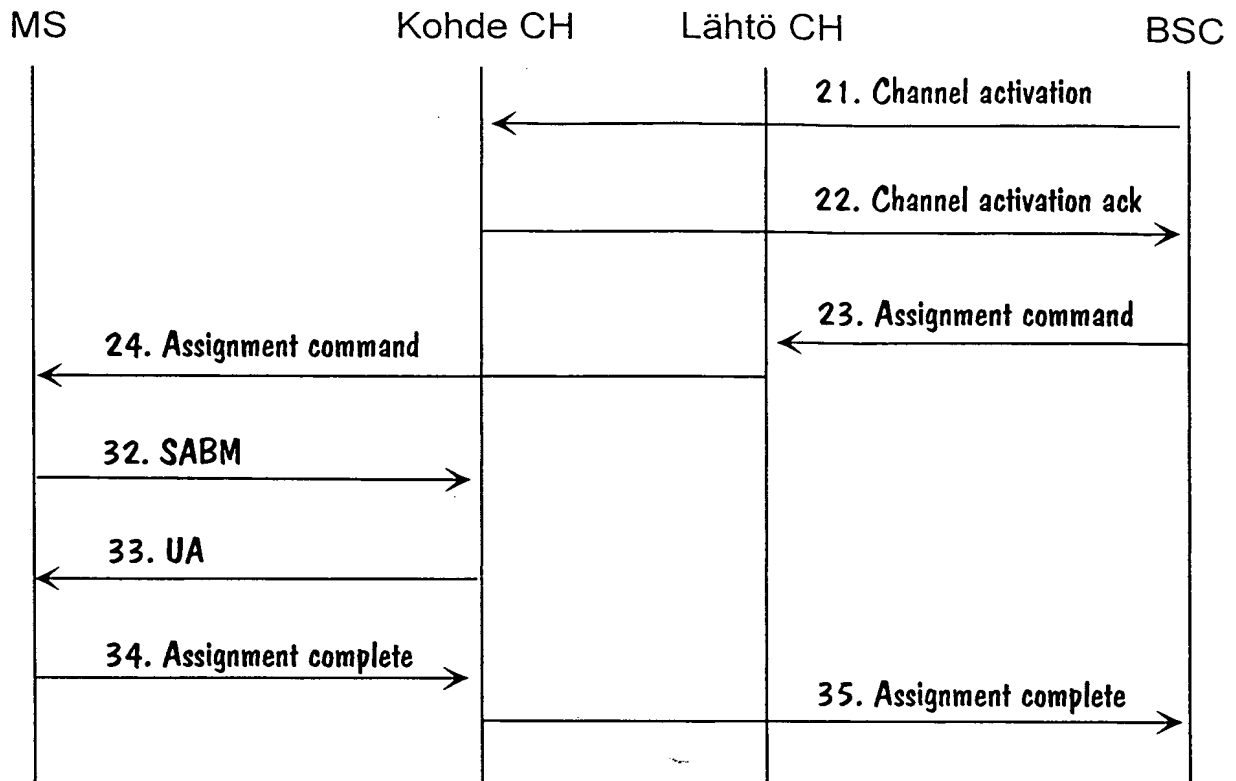 MS Kohde CH Lähtö CH BSC
21. Channel activation
22. Channel activation ack
23. Assignment command
24. Assignment command
32. SABM
33. UA
34. Assignment complete
35. Assignment complete